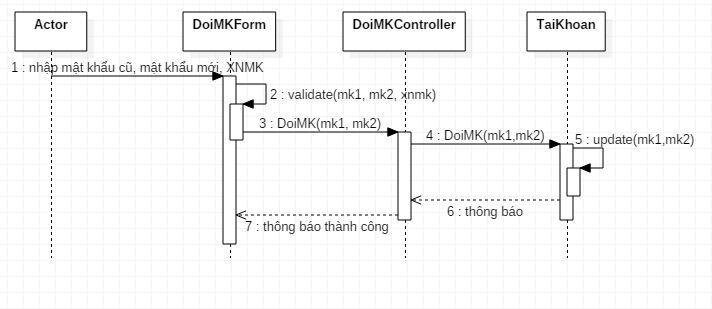 Actor
DoiMKForm
DoiMKController
TaiKhoan
1 : nhập mật khẩu cũ, mật khẩu mới, XNMK
2 : validate(mk1, mk2, xnmk)
3 : DoiMK(mk1, mk2)
4 : DoiMK(mk1,mk2)
5 : update(mk1,mk2)
6 : thông báo
7 : thông báo thành công